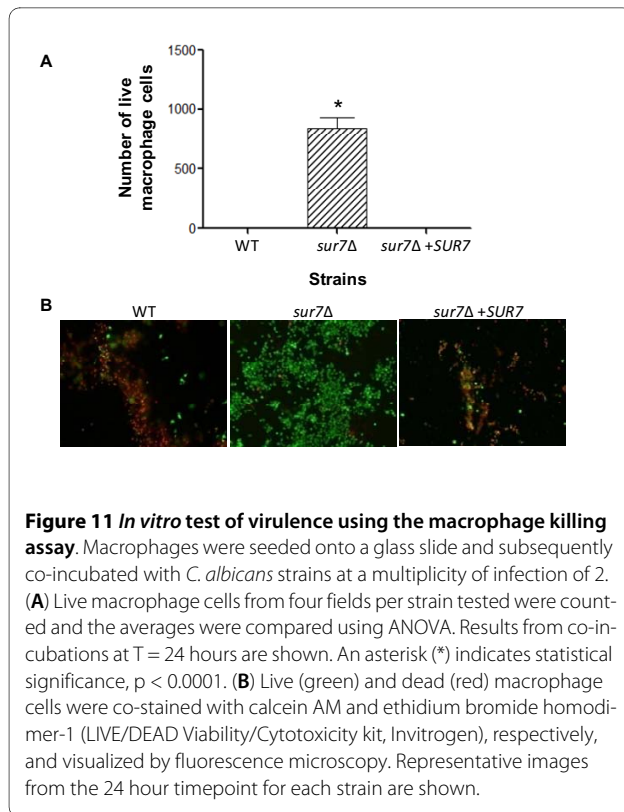 A
Number of live
macrophage cells
1500
1000
500
0
*
WT
sur7Δ
sur7Δ +SUR7
Strains
B
WT
sur7Δ
sur7Δ +SUR7
Figure 11 In vitro test of virulence using the macrophage killing
assay. Macrophages were seeded onto a glass slide and subsequently
co-incubated with C. albicans strains at a multiplicity of infection of 2.
(A) Live macrophage cells from four fields per strain tested were count-
ed and the averages were compared using ANOVA. Results from co-in-
cubations at T = 24 hours are shown. An asterisk (*) indicates statistical
significance, p < 0.0001. (B) Live (green) and dead (red) macrophage
cells were co-stained with calcein AM and ethidium bromide homodi-
mer-1 (LIVE/DEAD Viability/Cytotoxicity kit, Invitrogen), respectively,
and visualized by fluorescence microscopy. Representative images
from the 24 hour timepoint for each strain are shown.